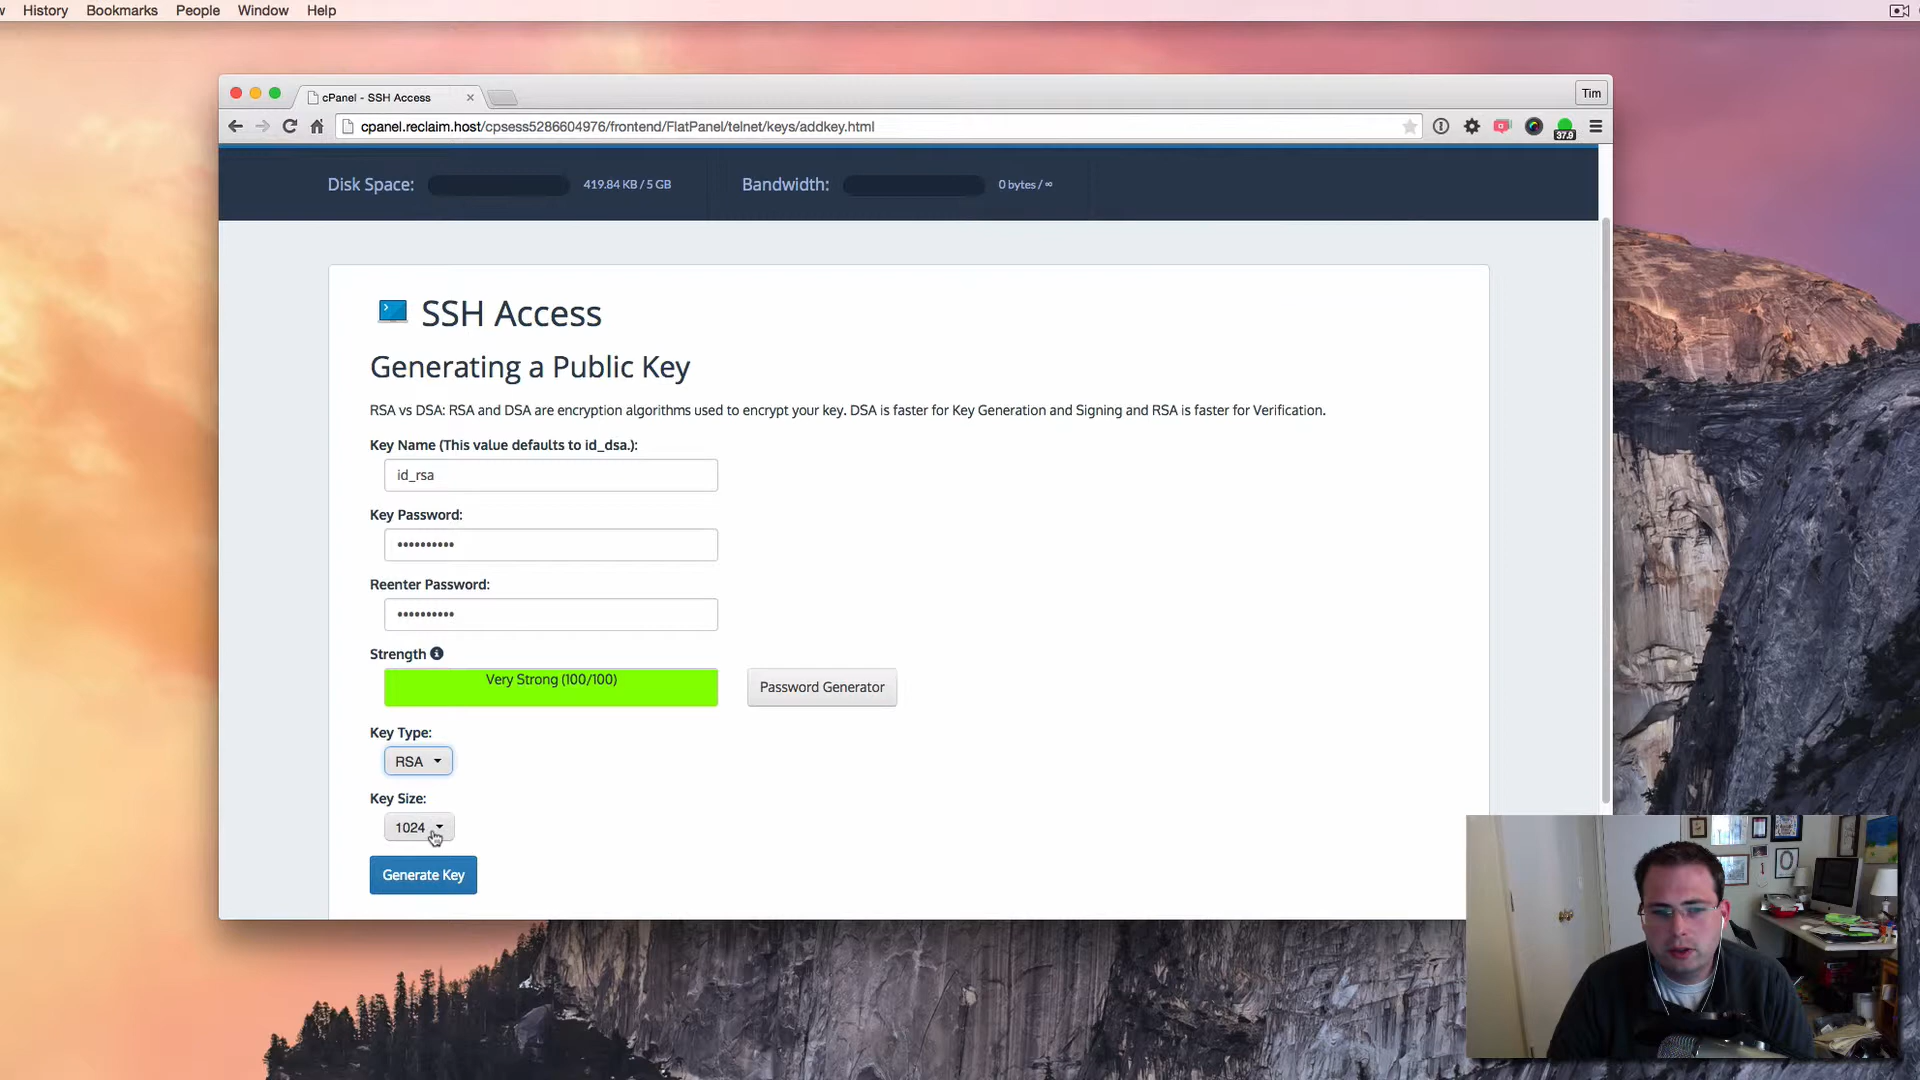 History Bookmarks People Window Help
cPanel - SSH Access
Tim
cpanel.reclaim.host/cpsess5286604976/frontend/FlatPanel/telnet/keys/addkey.html
37.9
Disk Space: 419.84 KB / 5 GB Bandwidth: 0 bytes / ∞
SSH Access
Generating a Public Key
RSA vs DSA: RSA and DSA are encryption algorithms used to encrypt your key. DSA is faster for Key Generation and Signing and RSA is faster for Verification.
Key Name (This value defaults to id_dsa.):
id_rsa
Key Password:
••••••••••
Reenter Password:
••••••••••
Strength
Very Strong (100/100)
Password Generator
Key Type:
RSA
Key Size:
1024
Generate Key